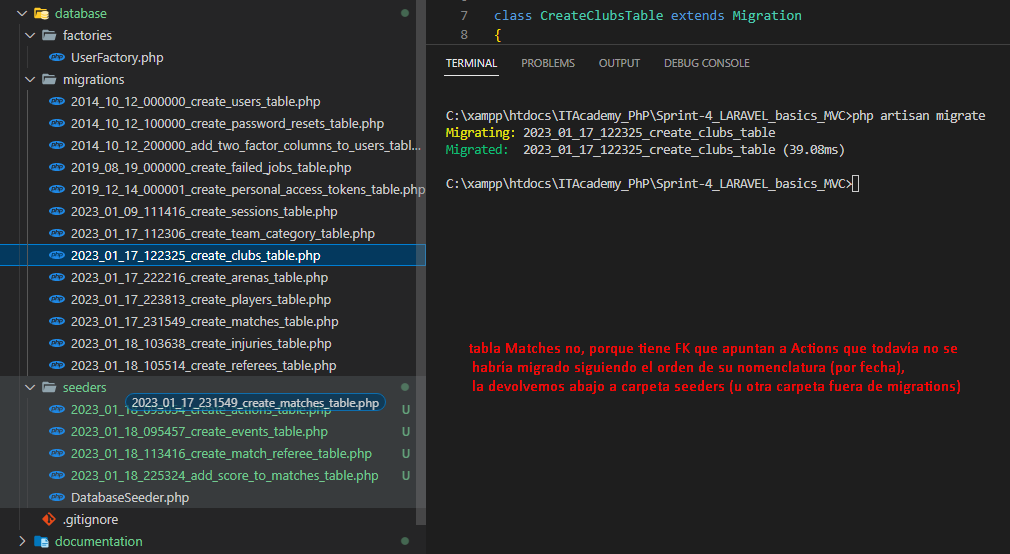 database
factories
UserFactory.php
migrations
2014_10_12_000000_create_users_table.php
2014_10_12_100000_create_password_resets_table.php
2014_10_12_200000_add_two_factor_columns_to_users_tabl...
2019_08_19_000000_create_failed_jobs_table.php
2019_12_14_000001_create_personal_access_tokens_table.php
2023_01_09_111416_create_sessions_table.php
2023_01_17_112306_create_team_category_table.php
2023_01_17_122325_create_clubs_table.php
2023_01_17_222216_create_arenas_table.php
2023_01_17_223813_create_players_table.php
2023_01_17_231549_create_matches_table.php
2023_01_18_103638_create_injuries_table.php
2023_01_18_105514_create_referees_table.php
seeders
2023_01_17_231549_create_matches_table.php
U
2023_01_18_095457_create_events_table.php U
2023_01_18_113416_create_match_referee_table.php U
2023_01_18_225324_add_score_to_matches_table.php U
DatabaseSeeder.php
.gitignore
documentation
7 class CreateClubsTable extends Migration
8 {
TERMINAL PROBLEMS OUTPUT DEBUG CONSOLE
C:\xampp\htdocs\ITAcademy_PhP\Sprint-4_LARAVEL_basics_MVC>php artisan migrate
Migrating: 2023_01_17_122325_create_clubs_table
Migrated: 2023_01_17_122325_create_clubs_table (39.08ms)
C:\xampp\htdocs\ITAcademy_PhP\Sprint-4_LARAVEL_basics_MVC>
tabla Matches no, porque tiene FK que apuntan a Actions que todavía no se
habría migrado siguiendo el orden de su nomenclatura (por fecha),
la devolvemos abajo a carpeta seeders (u otra carpeta fuera de migrations)